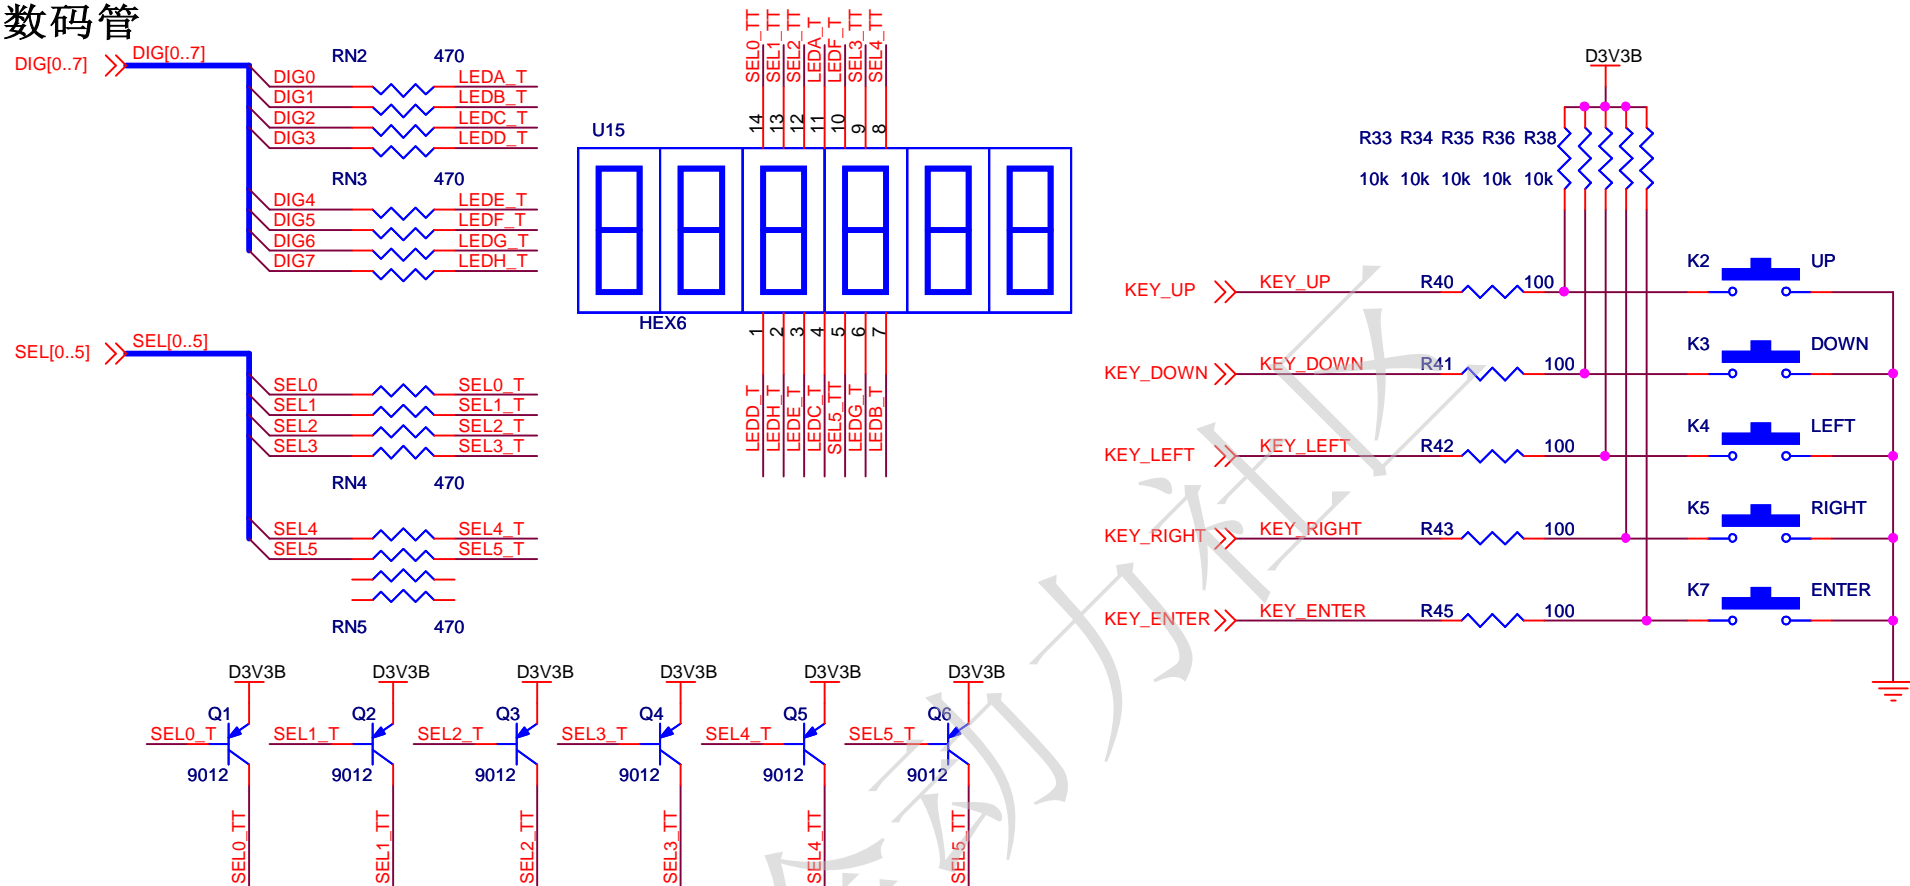 数码管
DIG[0..7]
DIG[0..7]
RN2 470
DIG0 LEDA_T
DIG1 LEDB_T
DIG2 LEDC_T
DIG3 LEDD_T
RN3 470
DIG4 LEDE_T
DIG5 LEDF_T
DIG6 LEDG_T
DIG7 LEDH_T
SEL[0..5]
SEL[0..5]
SEL0 SEL0_T
SEL1 SEL1_T
SEL2 SEL2_T
SEL3 SEL3_T
RN4 470
SEL4 SEL4_T
SEL5 SEL5_T
RN5 470
SEL0_TT
SEL1_TT
SEL2_TT
LEDA_T
LEDF_T
SEL3_TT
SEL4_TT
14
13
12
11
10
9
8
U15
HEX6
1
2
3
4
5
6
7
LEDD_T
LEDH_T
LEDE_T
LEDC_T
SEL5_TT
LEDG_T
LEDB_T
D3V3B
R33 R34 R35 R36 R38
10k 10k 10k 10k 10k
KEY_UP KEY_UP R40 100 K2 UP
KEY_DOWN KEY_DOWN R41 100 K3 DOWN
KEY_LEFT KEY_LEFT R42 100 K4 LEFT
KEY_RIGHT KEY_RIGHT R43 100 K5 RIGHT
KEY_ENTER KEY_ENTER R45 100 K7 ENTER
D3V3B D3V3B D3V3B D3V3B D3V3B D3V3B
Q1 Q2 Q3 Q4 Q5 Q6
SEL0_T SEL1_T SEL2_T SEL3_T SEL4_T SEL5_T
9012 9012 9012 9012 9012 9012
SEL0_TT
SEL1_TT
SEL2_TT
SEL3_TT
SEL4_TT
SEL5_TT
动力社区